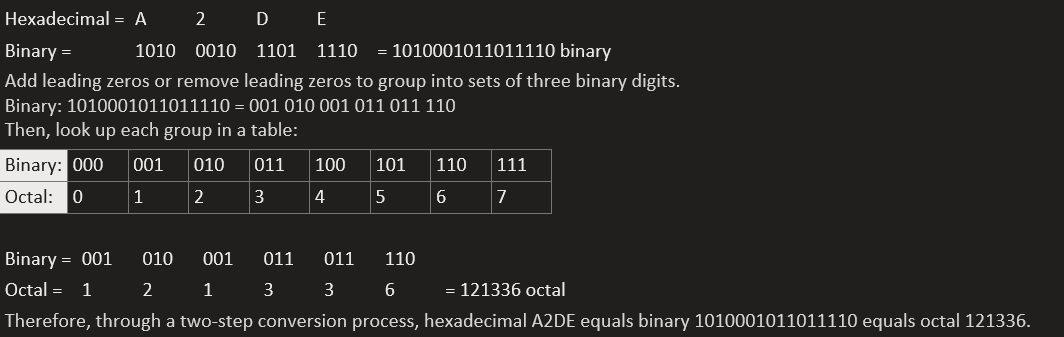 Hexadecimal = A 2 D E
Binary = 1010 0010 1101 1110 = 1010001011011110 binary
Add leading zeros or remove leading zeros to group into sets of three binary digits.
Binary: 1010001011011110 = 001 010 001 011 011 110
Then, look up each group in a table:
Binary: 000 001 010 011 100 101 110 111
Octal: 0 1 2 3 4 5 6 7
Binary = 001 010 001 011 011 110
Octal = 1 2 1 3 3 6 = 121336 octal
Therefore, through a two-step conversion process, hexadecimal A2DE equals binary 1010001011011110 equals octal 121336.